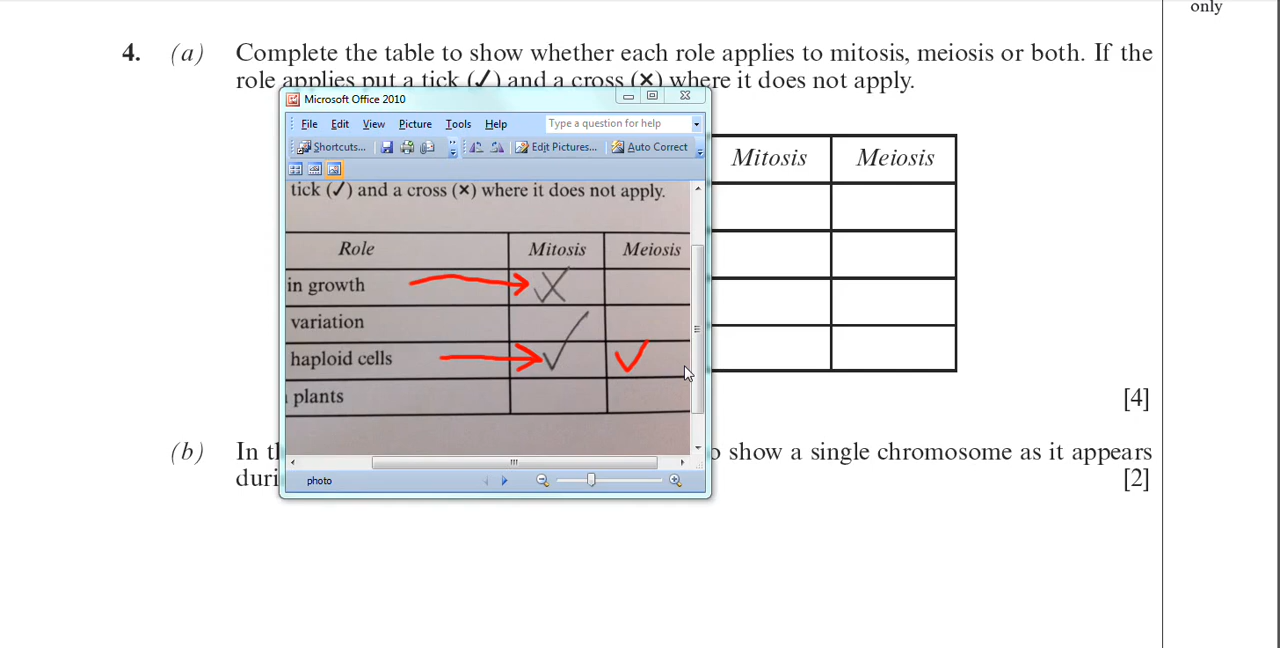 only
4. (a) Complete the table to show whether each role applies to mitosis, meiosis or both. If the
role applies put a tick (✓) and a cross (×) where it does not apply.
Microsoft Office 2010
File Edit View Picture Tools Help Type a question for help
Shortcuts... Edit Pictures... Auto Correct
tick (✓) and a cross (×) where it does not apply.
Role Mitosis Meiosis
in growth X
variation
haploid cells ✓ ✓
plants
photo
Mitosis Meiosis
[4]
(b) In show a single chromosome as it appears
[2]